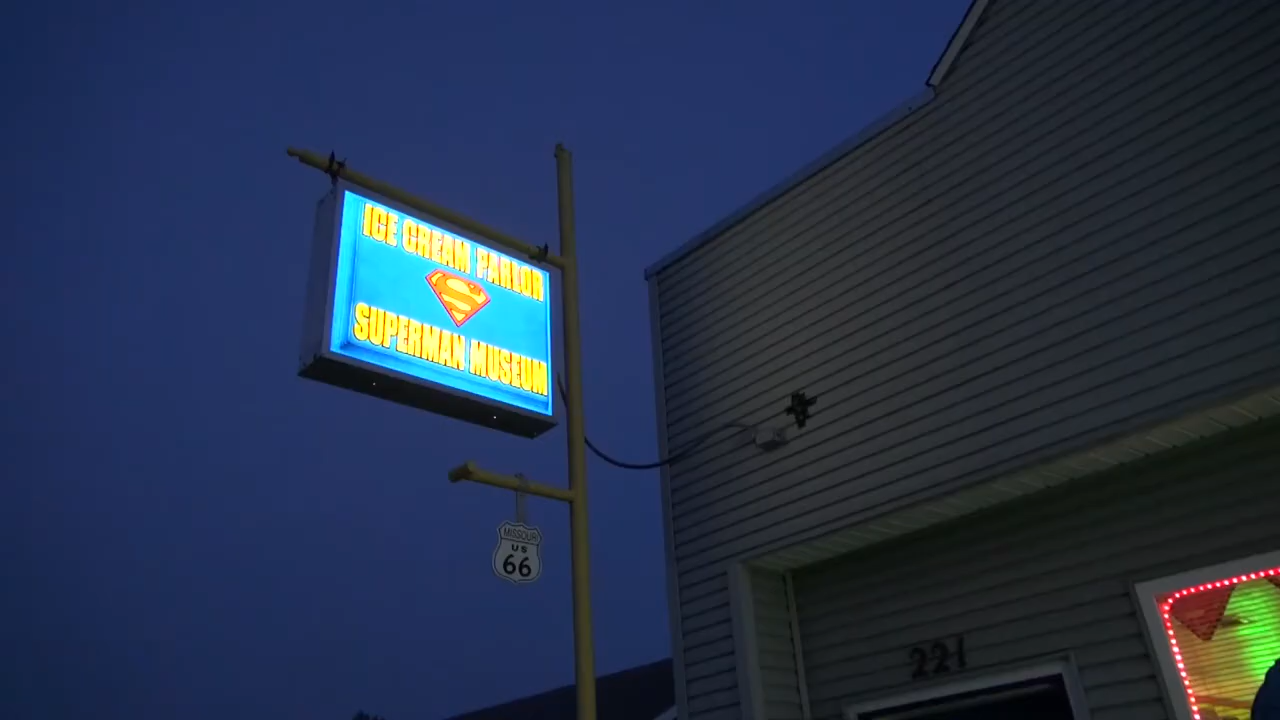 ICE CREAM PARLOR
S
SUPERMAN MUSEUM
MISSOURI
US
66
221